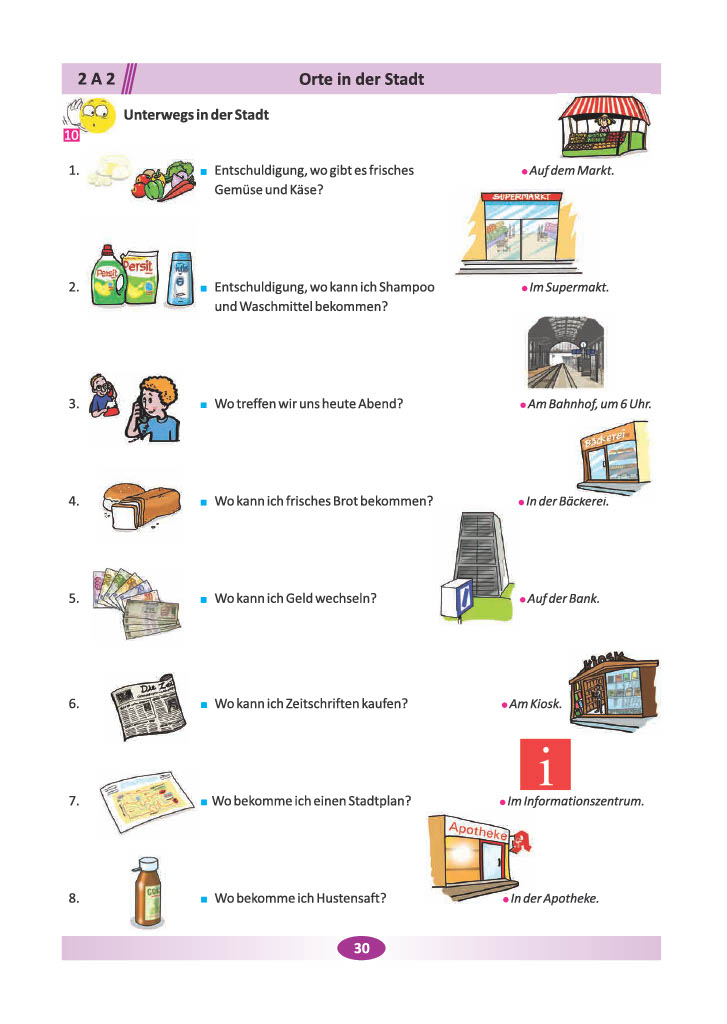 2 A 2
Orte in der Stadt
10
Unterwegs in der Stadt
1.
Entschuldigung, wo gibt es frisches
Gemüse und Käse?
Auf dem Markt.
SUPERMARKT
2.
Persil
Persil
Entschuldigung, wo kann ich Shampoo
und Waschmittel bekommen?
Im Supermakt.
3.
Wo treffen wir uns heute Abend?
Am Bahnhof, um 6 Uhr.
Bäckerei
4.
Wo kann ich frisches Brot bekommen?
In der Bäckerei.
5.
Wo kann ich Geld wechseln?
Auf der Bank.
Kiosk
6.
Die Zeit
Wo kann ich Zeitschriften kaufen?
Am Kiosk.
i
7.
Wo bekomme ich einen Stadtplan?
Im Informationszentrum.
Apotheke
8.
Wo bekomme ich Hustensaft?
In der Apotheke.
30